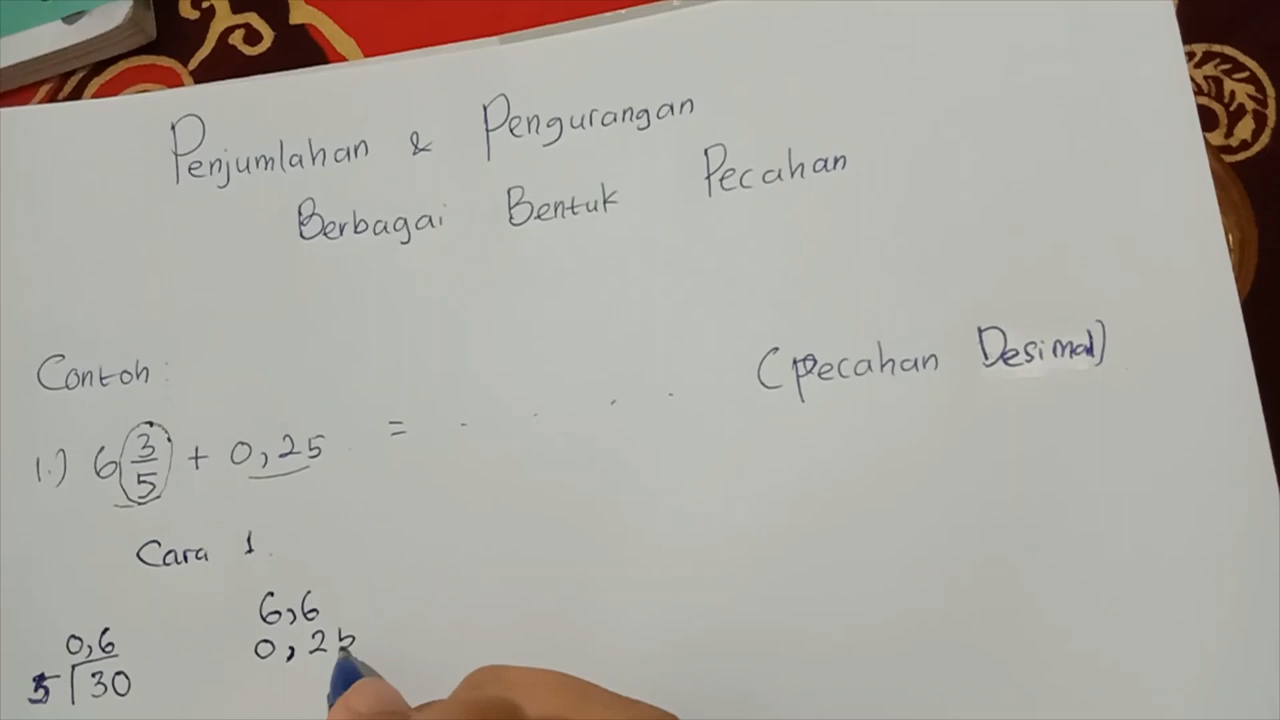 Penjumlahan & Pengurangan
Berbagai Bentuk Pecahan
Contoh:
(Pecahan Desimal)
1.) 6 3/5 + 0,25 = . . . .
Cara 1.
6,6
0,25
0,6
5 √30